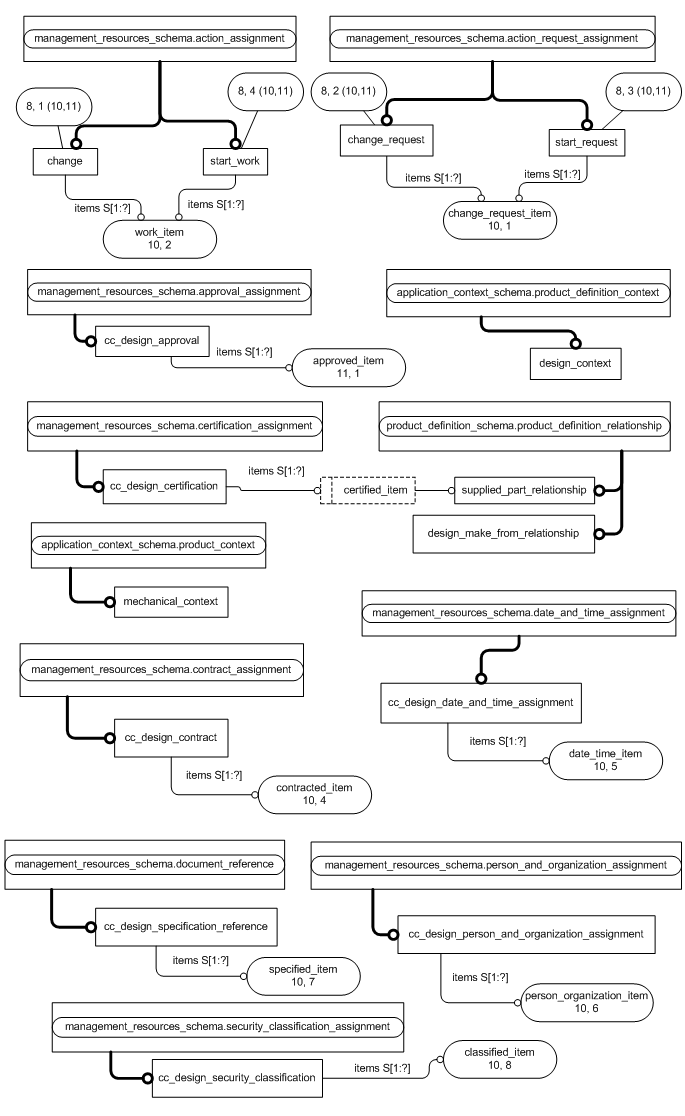 management_resources_schema.action_assignment
management_resources_schema.action_request_assignment
8, 1 (10,11)
8, 4 (10,11)
8, 2 (10,11)
8, 3 (10,11)
change
start_work
change_request
start_request
items S[1:?]
items S[1:?]
items S[1:?]
items S[1:?]
work_item
10, 2
change_request_item
10, 1
management_resources_schema.approval_assignment
application_context_schema.product_definition_context
cc_design_approval
items S[1:?]
approved_item
11, 1
design_context
management_resources_schema.certification_assignment
product_definition_schema.product_definition_relationship
cc_design_certification
items S[1:?]
certified_item
supplied_part_relationship
design_make_from_relationship
application_context_schema.product_context
mechanical_context
management_resources_schema.date_and_time_assignment
management_resources_schema.contract_assignment
cc_design_date_and_time_assignment
cc_design_contract
items S[1:?]
date_time_item
10, 5
items S[1:?]
contracted_item
10, 4
management_resources_schema.document_reference
management_resources_schema.person_and_organization_assignment
cc_design_specification_reference
cc_design_person_and_organization_assignment
items S[1:?]
specified_item
10, 7
items S[1:?]
person_organization_item
10, 6
management_resources_schema.security_classification_assignment
cc_design_security_classification
items S[1:?]
classified_item
10, 8